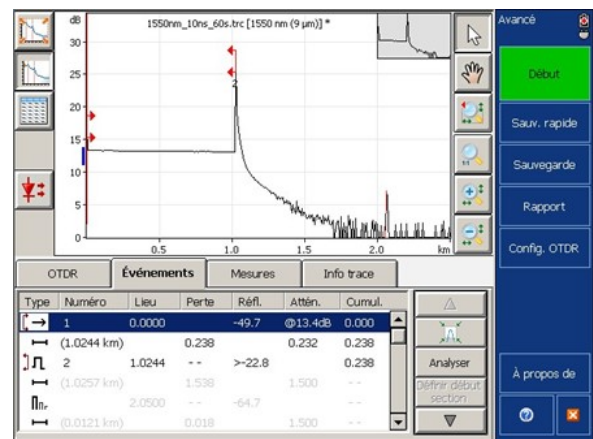 dB
1550nm_10ns_60s.trc [1550 nm (9 µm)] *
30
25
20
15
10
5
0
0.5
1.0
1.5
2.0
km
2
1:1
OTDR
Événements
Mesures
Info trace
Type Numéro Lieu Perte Réfl. Attén. Cumul.
1 0.0000 -49.7 @13.4dB 0.000
(1.0244 km) 0.238 0.232 0.238
2 1.0244 -- >-22.8 0.238
(1.0257 km) 1.538 1.500 --
2.0500 -- -64.7 --
(0.0121 km) 0.018 1.500 --
Analyser
Définir début
section
Avancé
Début
Sauv. rapide
Sauvegarde
Rapport
Config. OTDR
À propos de